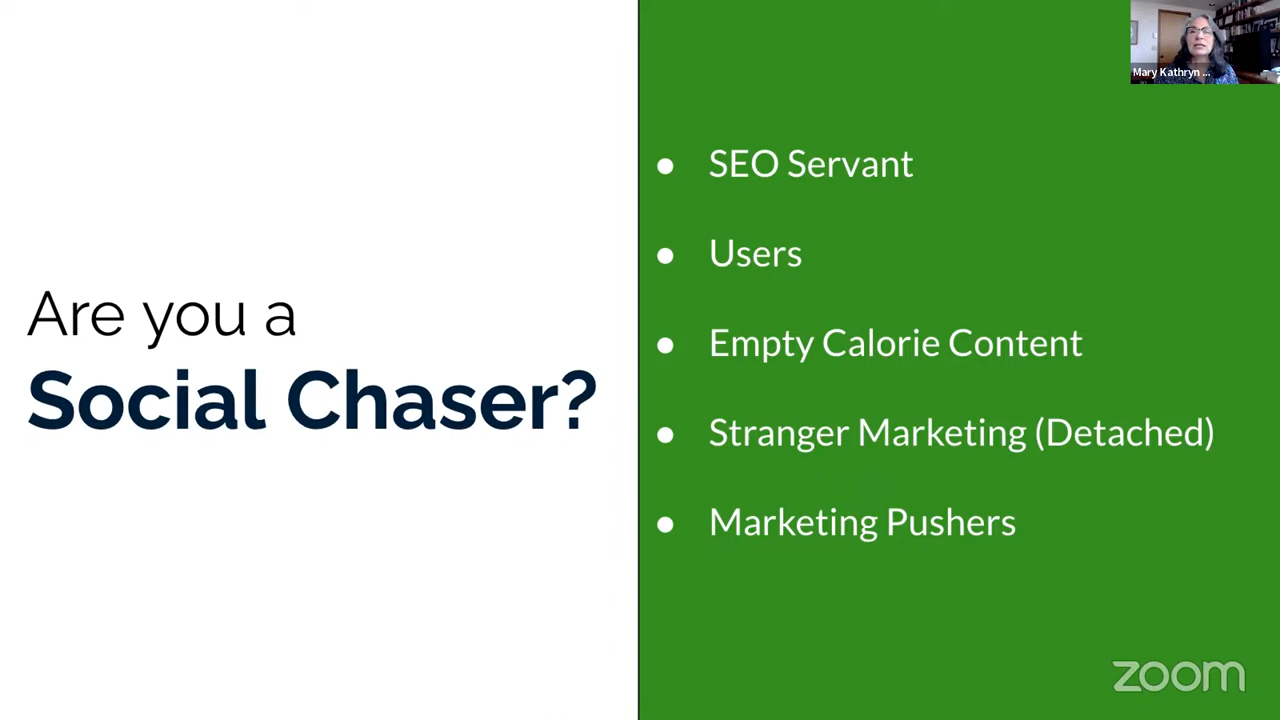 Are you a
Social Chaser?
● SEO Servant
● Users
● Empty Calorie Content
● Stranger Marketing (Detached)
● Marketing Pushers
Mary Kathryn ...
zoom